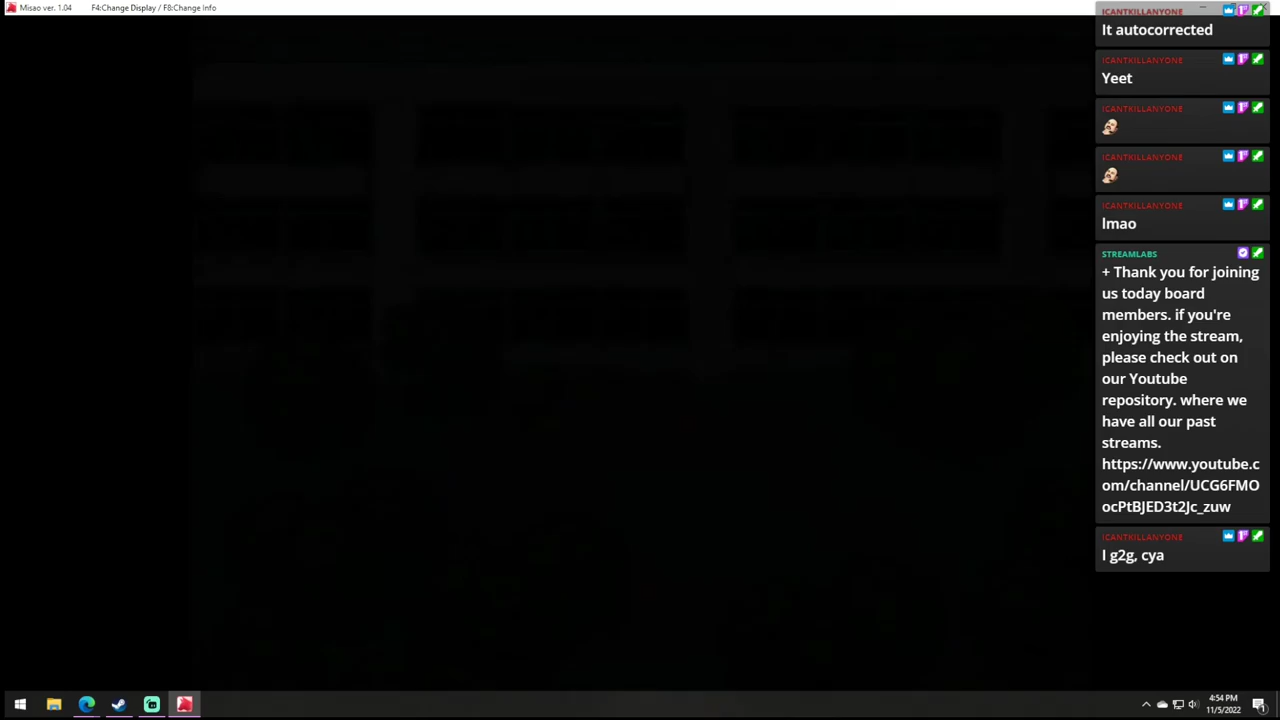 Misao ver. 1.04 F4:Change Display / F8:Change Info
ICANTKILLANYONE
It autocorrected
ICANTKILLANYONE
Yeet
ICANTKILLANYONE
ICANTKILLANYONE
ICANTKILLANYONE
lmao
STREAMLABS
+ Thank you for joining
us today board
members. if you're
enjoying the stream,
please check out on
our Youtube
repository. where we
have all our past
streams.
https://www.youtube.c
om/channel/UCG6FMO
ocPtBJED3t2Jc_zuw
ICANTKILLANYONE
I g2g, cya
4:54 PM
11/5/2022
1